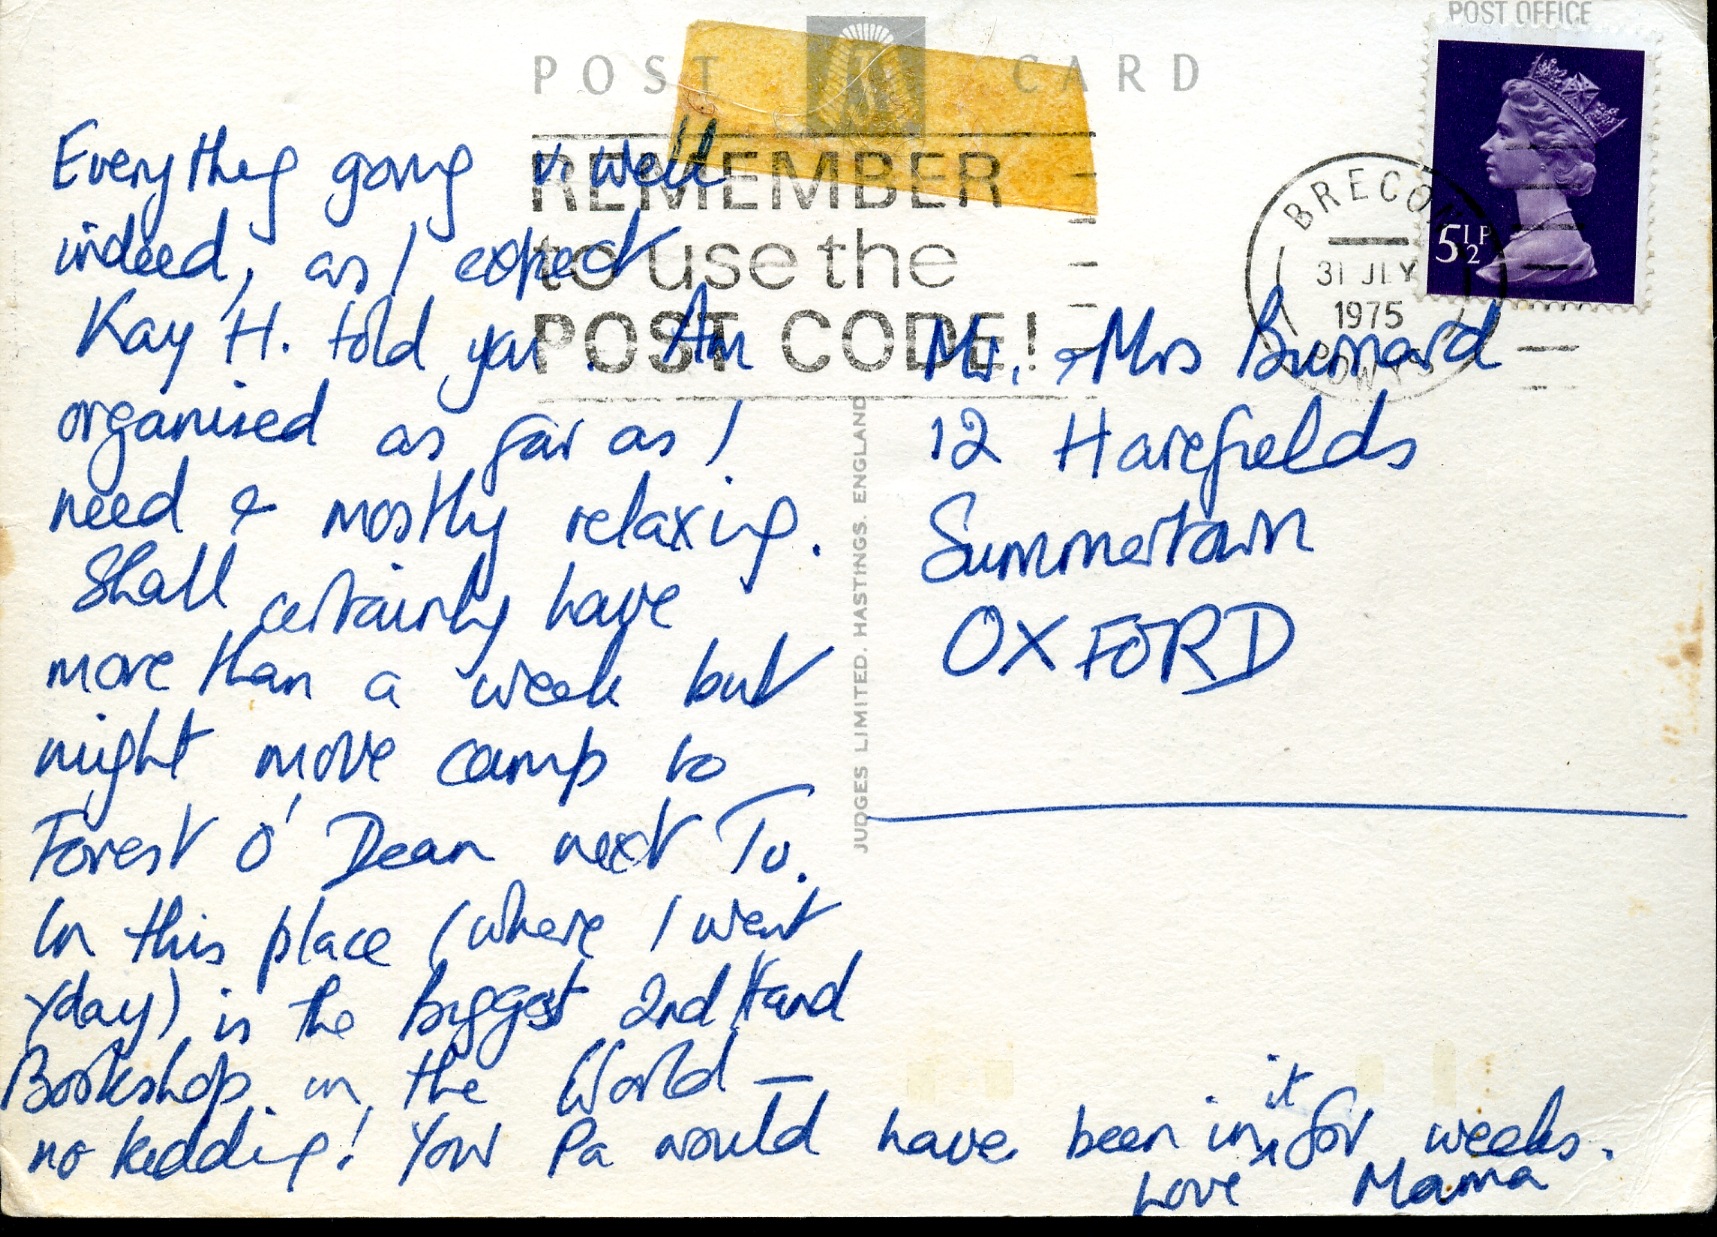 POST CARD
POST OFFICE
REMEMBER
to use the
POST CODE!
BRECON
31 JLY
1975
POWYS
5½P
Everything going v. well
indeed, as I expect
Kay H. told you. Am
organised as far as I
need & mostly relaxing.
Shall certainly have
more than a week but
might move camp to
Forest O' Dean next Tu.
In this place (where I went
Yday) is the Biggest 2nd Hand
Bookshop in the World —
no kidding! Your Pa would have been in it for weeks.
Love Mama
Mr. & Mrs Burnard
12 Harefields
Summertown
OXFORD
JUDGES LIMITED. HASTINGS. ENGLAND